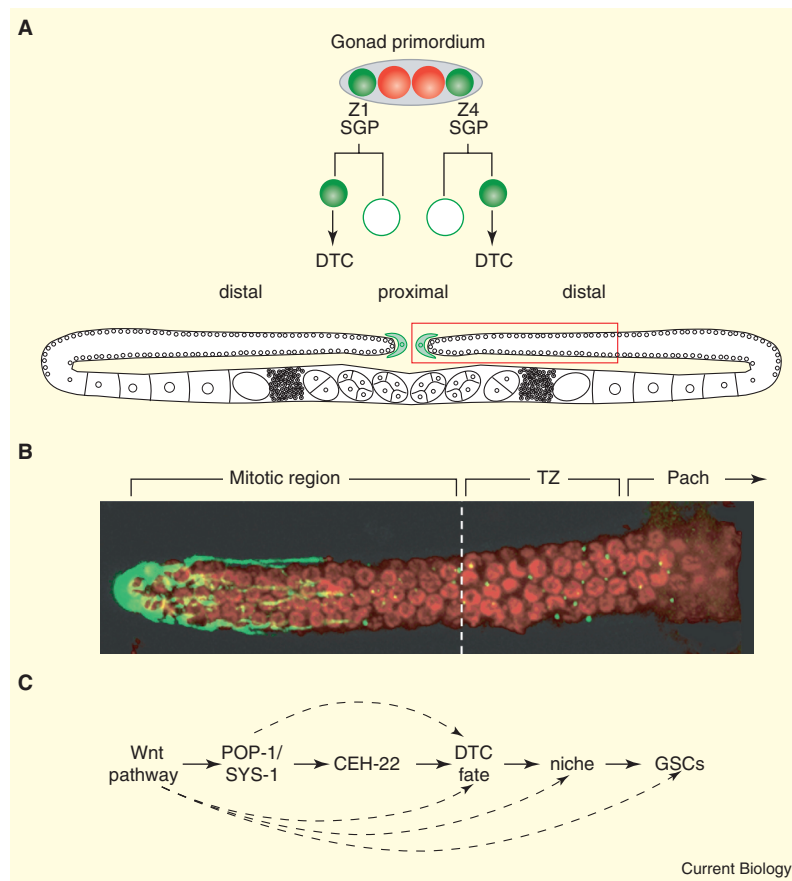 A
Gonad primordium
Z1 Z4
SGP SGP
DTC DTC
distal proximal distal
B
Mitotic region TZ Pach
C
Wnt pathway
POP-1/ SYS-1
CEH-22
DTC fate
niche
GSCs
Current Biology